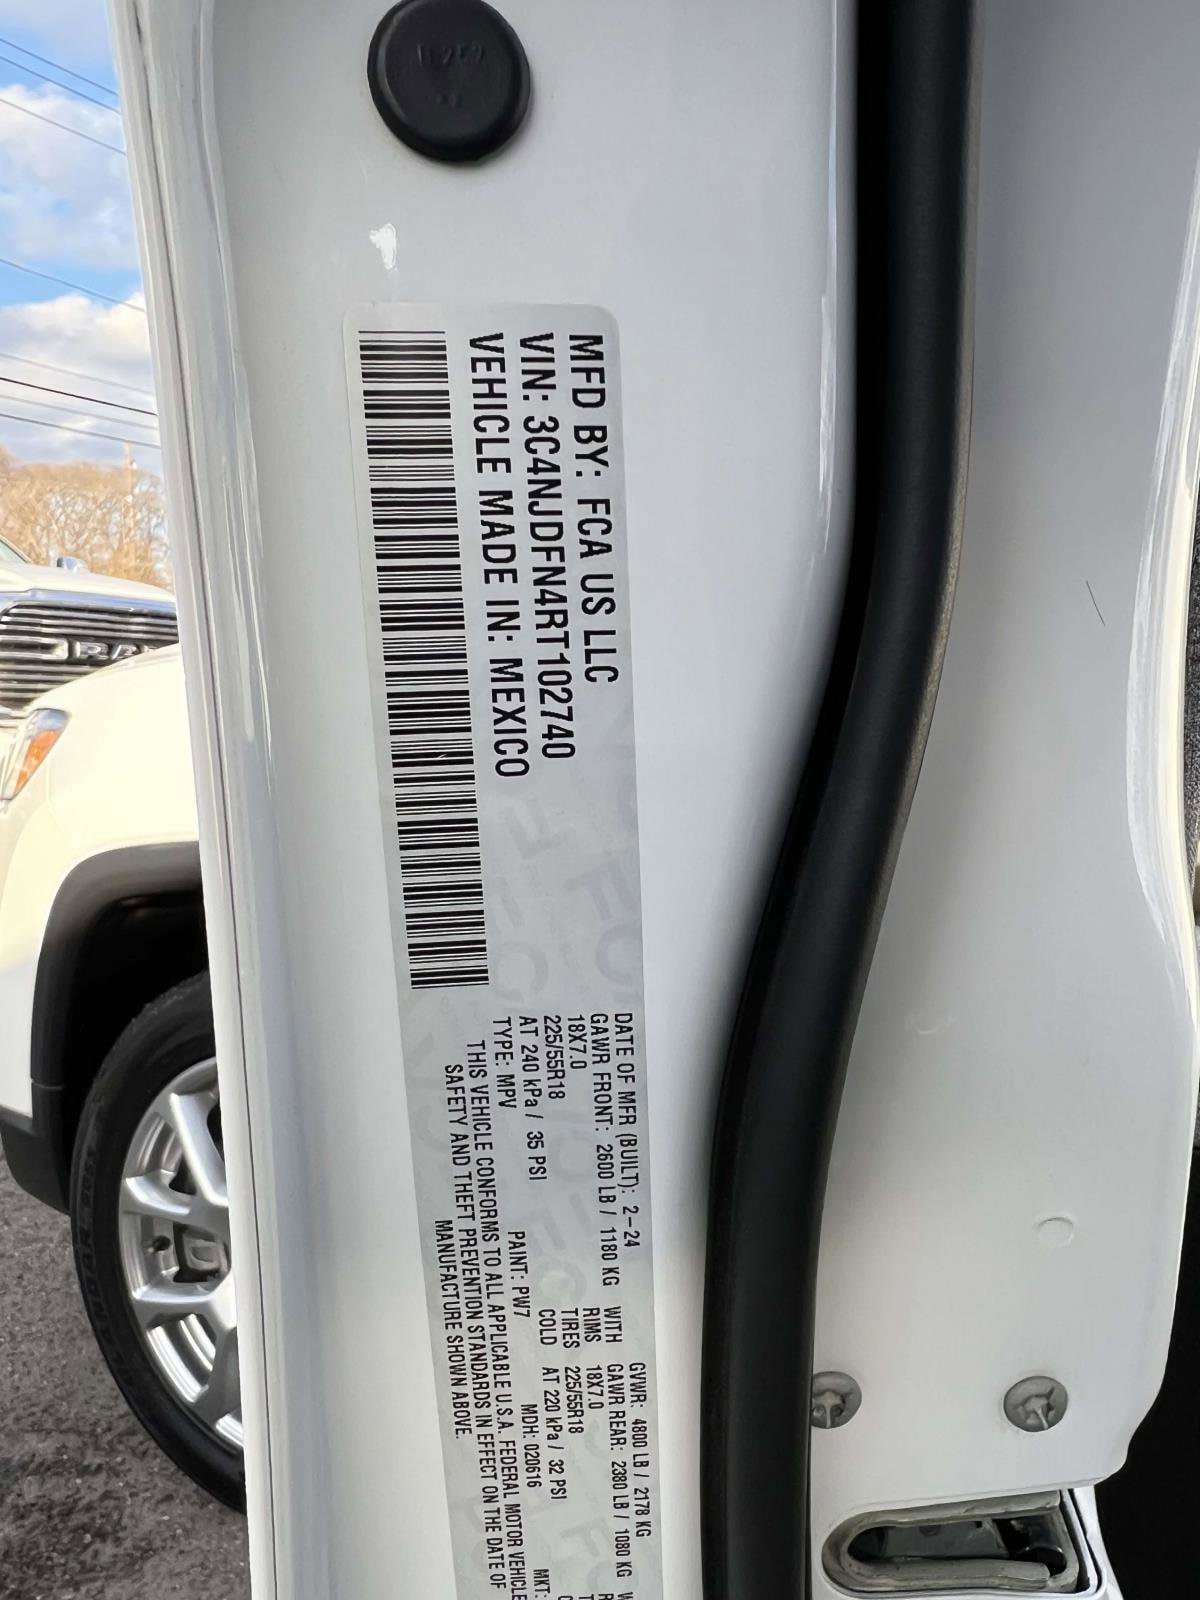 MFD BY: FCA US LLC
VIN: 3C4NJDFN4RT102740
VEHICLE MADE IN: MEXICO
DATE OF MFR (BUILT): 2-24 GVWR: 4800 LB / 2178 KG
GAWR FRONT: 2600 LB / 1180 KG WITH GAWR REAR: 2380 LB / 1080 KG
18X7.0 RIMS 18X7.0
225/55R18 TIRES 225/55R18
AT 240 kPa / 35 PSI COLD AT 220 kPa / 32 PSI
TYPE: MPV PAINT: PW7 MDH: 020616 MKT:
THIS VEHICLE CONFORMS TO ALL APPLICABLE U.S.A. FEDERAL MOTOR VEHICLE
SAFETY AND THEFT PREVENTION STANDARDS IN EFFECT ON THE DATE OF
MANUFACTURE SHOWN ABOVE.
RAM